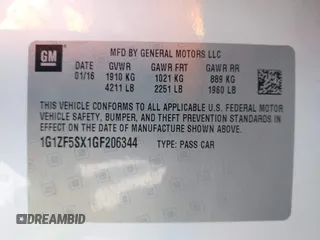 GM
MFD BY GENERAL MOTORS LLC
DATE GVWR GAWR FRT GAWR RR
01/16 1910 KG 1021 KG 889 KG
4211 LB 2251 LB 1960 LB
THIS VEHICLE CONFORMS TO ALL APPLICABLE U.S. FEDERAL MOTOR
VEHICLE SAFETY, BUMPER, AND THEFT PREVENTION STANDARDS
IN EFFECT ON THE DATE OF MANUFACTURE SHOWN ABOVE.
1G1ZF5SX1GF206344 TYPE: PASS CAR
DREAMBID